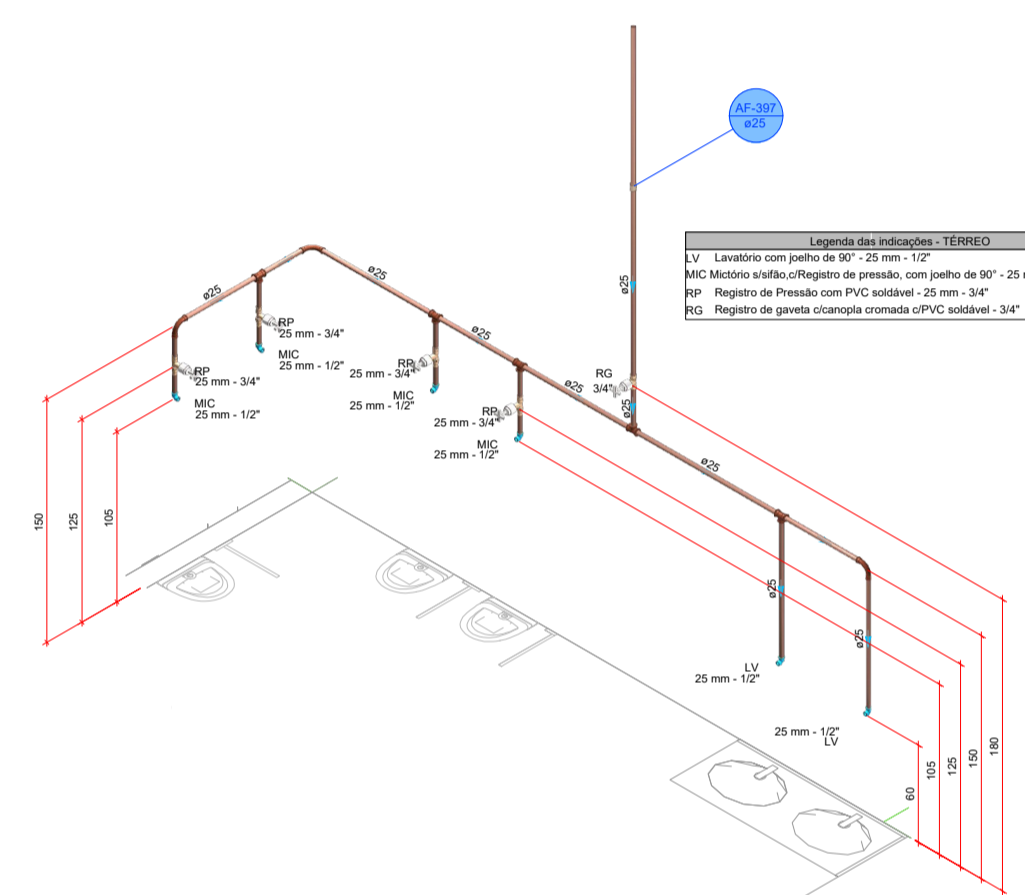 AF-397
ø25
Legenda das indicações - TÉRREO
LV Lavatório com joelho de 90° - 25 mm - 1/2"
MIC Mictório s/sifão,c/Registro de pressão, com joelho de 90° - 25
RP Registro de Pressão com PVC soldável - 25 mm - 3/4"
RG Registro de gaveta c/canopla cromada c/PVC soldável - 3/4"
ø25
ø25
ø25
ø25
ø25
ø25
ø25
ø25
ø25
RG
3/4"
RP
25 mm - 3/4"
MIC
25 mm - 1/2"
RP
25 mm - 3/4"
MIC
25 mm - 1/2"
RP
25 mm - 3/4"
MIC
25 mm - 1/2"
RP
25 mm - 3/4"
MIC
25 mm - 1/2"
LV
25 mm - 1/2"
25 mm - 1/2"
LV
150
125
105
60
105
125
150
180